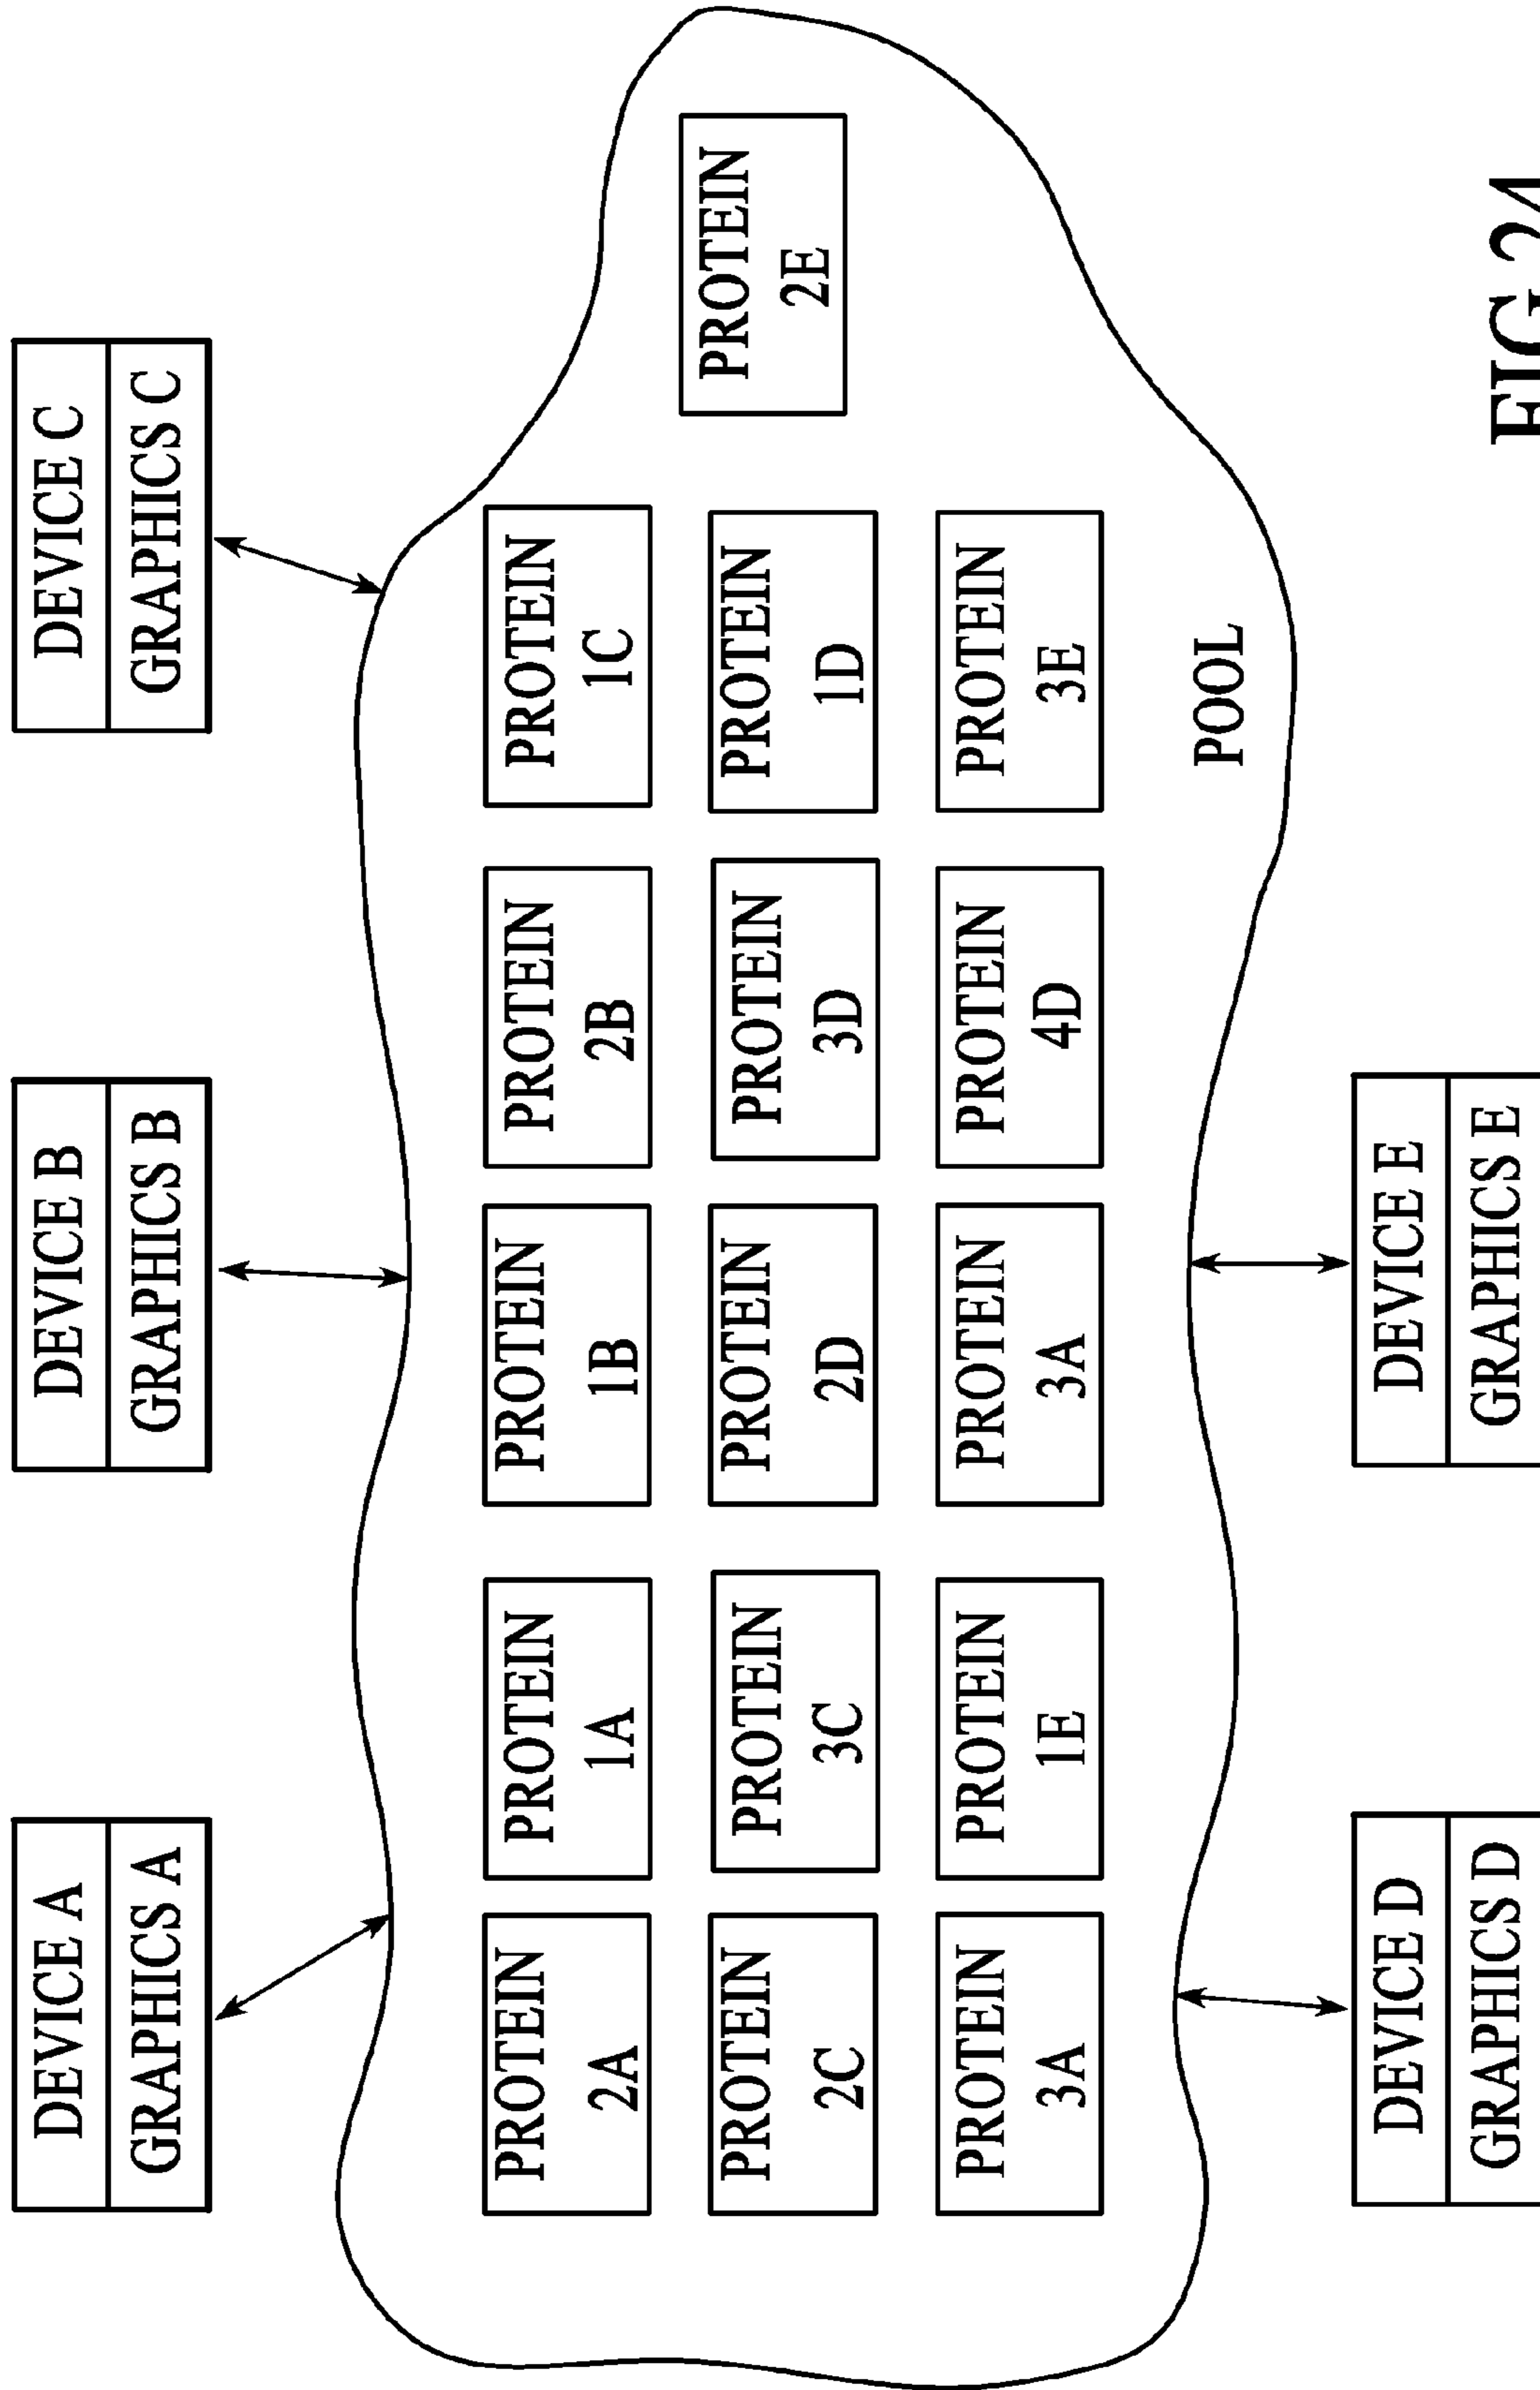 DEVICE A
GRAPHICS A
DEVICE B
GRAPHICS B
DEVICE C
GRAPHICS C
PROTEIN
2A
PROTEIN
1A
PROTEIN
1B
PROTEIN
2B
PROTEIN
1C
PROTEIN
2C
PROTEIN
3C
PROTEIN
2D
PROTEIN
3D
PROTEIN
1D
PROTEIN
2E
PROTEIN
3A
PROTEIN
1E
PROTEIN
3A
PROTEIN
4D
PROTEIN
3E
POOL
DEVICE D
GRAPHICS D
DEVICE E
GRAPHICS E
FIG.24